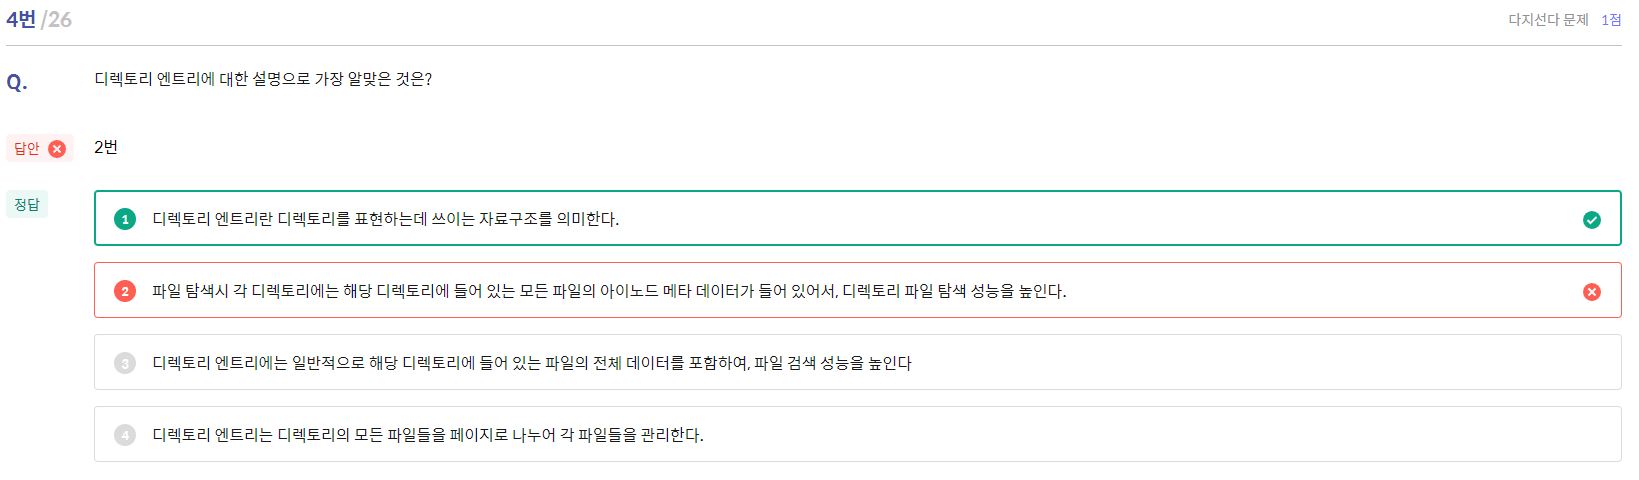 4번 /26
다지선다 문제 1점
Q. 디렉토리 엔트리에 대한 설명으로 가장 알맞은 것은?
답안 2번
정답
1 디렉토리 엔트리란 디렉토리를 표현하는데 쓰이는 자료구조를 의미한다.
2 파일 탐색시 각 디렉토리에는 해당 디렉토리에 들어 있는 모든 파일의 아이노드 메타 데이터가 들어 있어서, 디렉토리 파일 탐색 성능을 높인다.
3 디렉토리 엔트리에는 일반적으로 해당 디렉토리에 들어 있는 파일의 전체 데이터를 포함하여, 파일 검색 성능을 높인다
4 디렉토리 엔트리는 디렉토리의 모든 파일들을 페이지로 나누어 각 파일들을 관리한다.